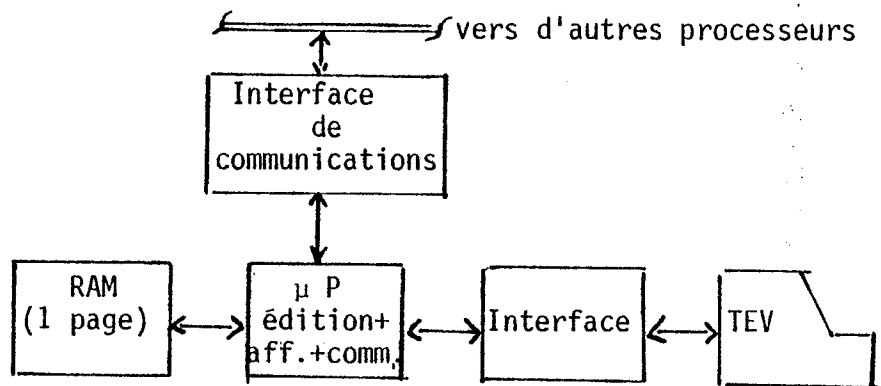 vers d'autres processeurs
Interface
de
communications
RAM
(1 page)
µ P
édition+
aff.+comm.
Interface
TEV